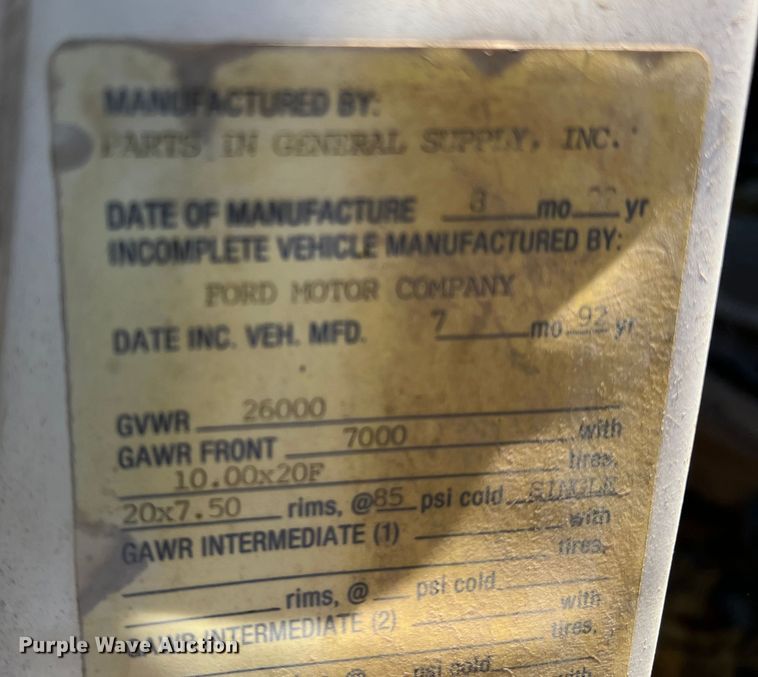 MANUFACTURED BY:
PARTS IN GENERAL SUPPLY, INC.
DATE OF MANUFACTURE 8 mo. yr
INCOMPLETE VEHICLE MANUFACTURED BY:
FORD MOTOR COMPANY
DATE INC. VEH. MFD. 7 mo. 92 yr
GVWR 26000
GAWR FRONT 7000 with
10.00x20F tires,
20x7.50 rims, @85 psi cold SINGLE
GAWR INTERMEDIATE (1) with
tires,
rims, @ psi cold with
GAWR INTERMEDIATE (2) tires,
Purple Wave Auction
@ psi cold with